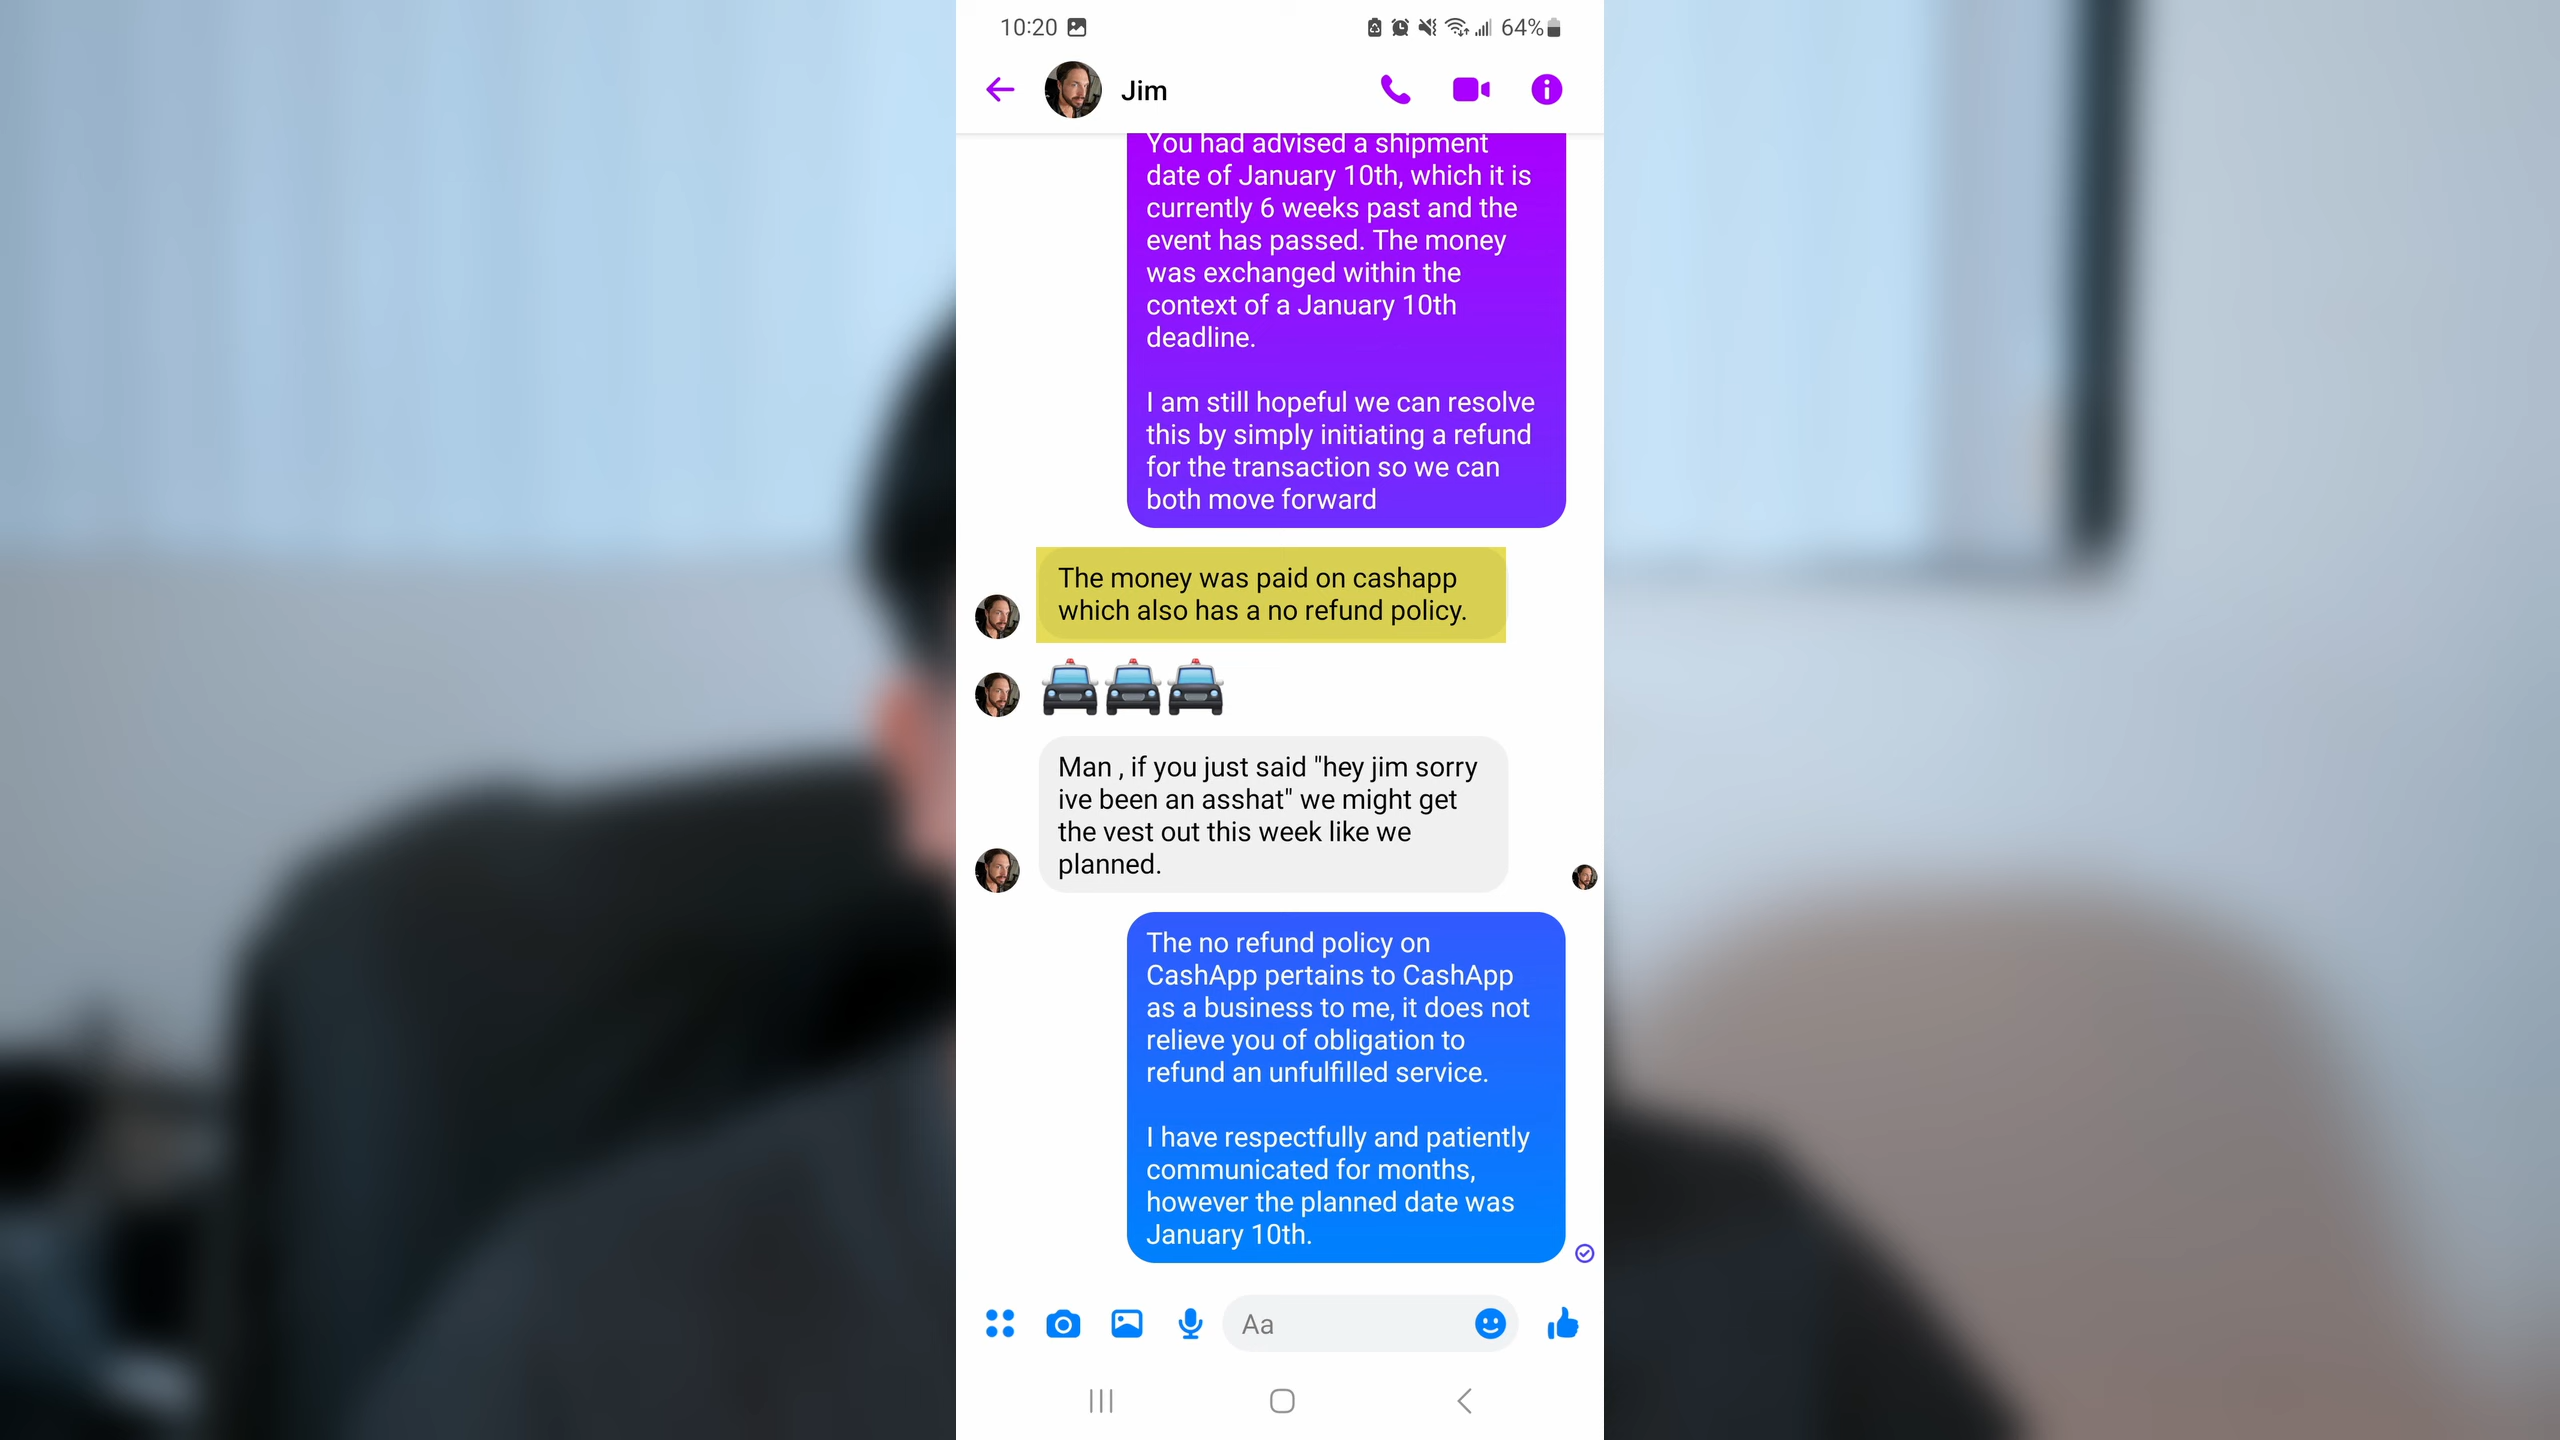 10:20
64%
Jim
You had advised a shipment
date of January 10th, which it is
currently 6 weeks past and the
event has passed. The money
was exchanged within the
context of a January 10th
deadline.
I am still hopeful we can resolve
this by simply initiating a refund
for the transaction so we can
both move forward
The money was paid on cashapp
which also has a no refund policy.
Man , if you just said "hey jim sorry
ive been an asshat" we might get
the vest out this week like we
planned.
The no refund policy on
CashApp pertains to CashApp
as a business to me, it does not
relieve you of obligation to
refund an unfulfilled service.
I have respectfully and patiently
communicated for months,
however the planned date was
January 10th.
Aa